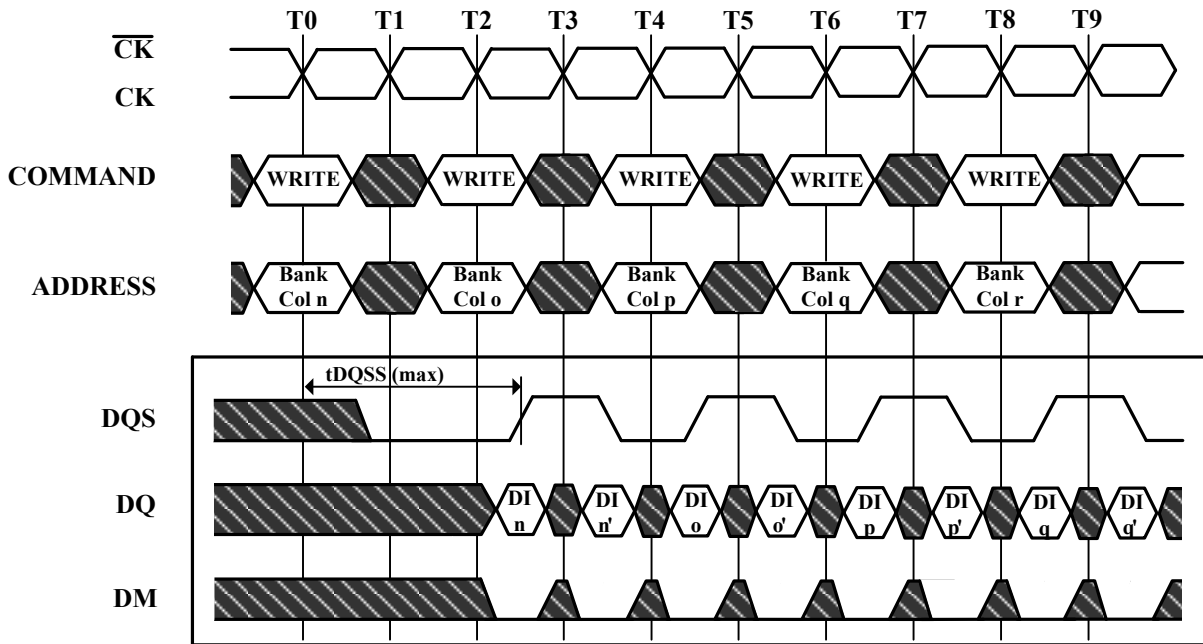 T0 T1 T2 T3 T4 T5 T6 T7 T8 T9
CK
CK
COMMAND WRITE WRITE WRITE WRITE WRITE
ADDRESS
Bank Bank Bank Bank Bank
Col n Col o Col p Col q Col r
tDQSS (max)
DQS
DQ
DI DI DI DI DI DI DI DI
n n' o o' p p' q q'
DM